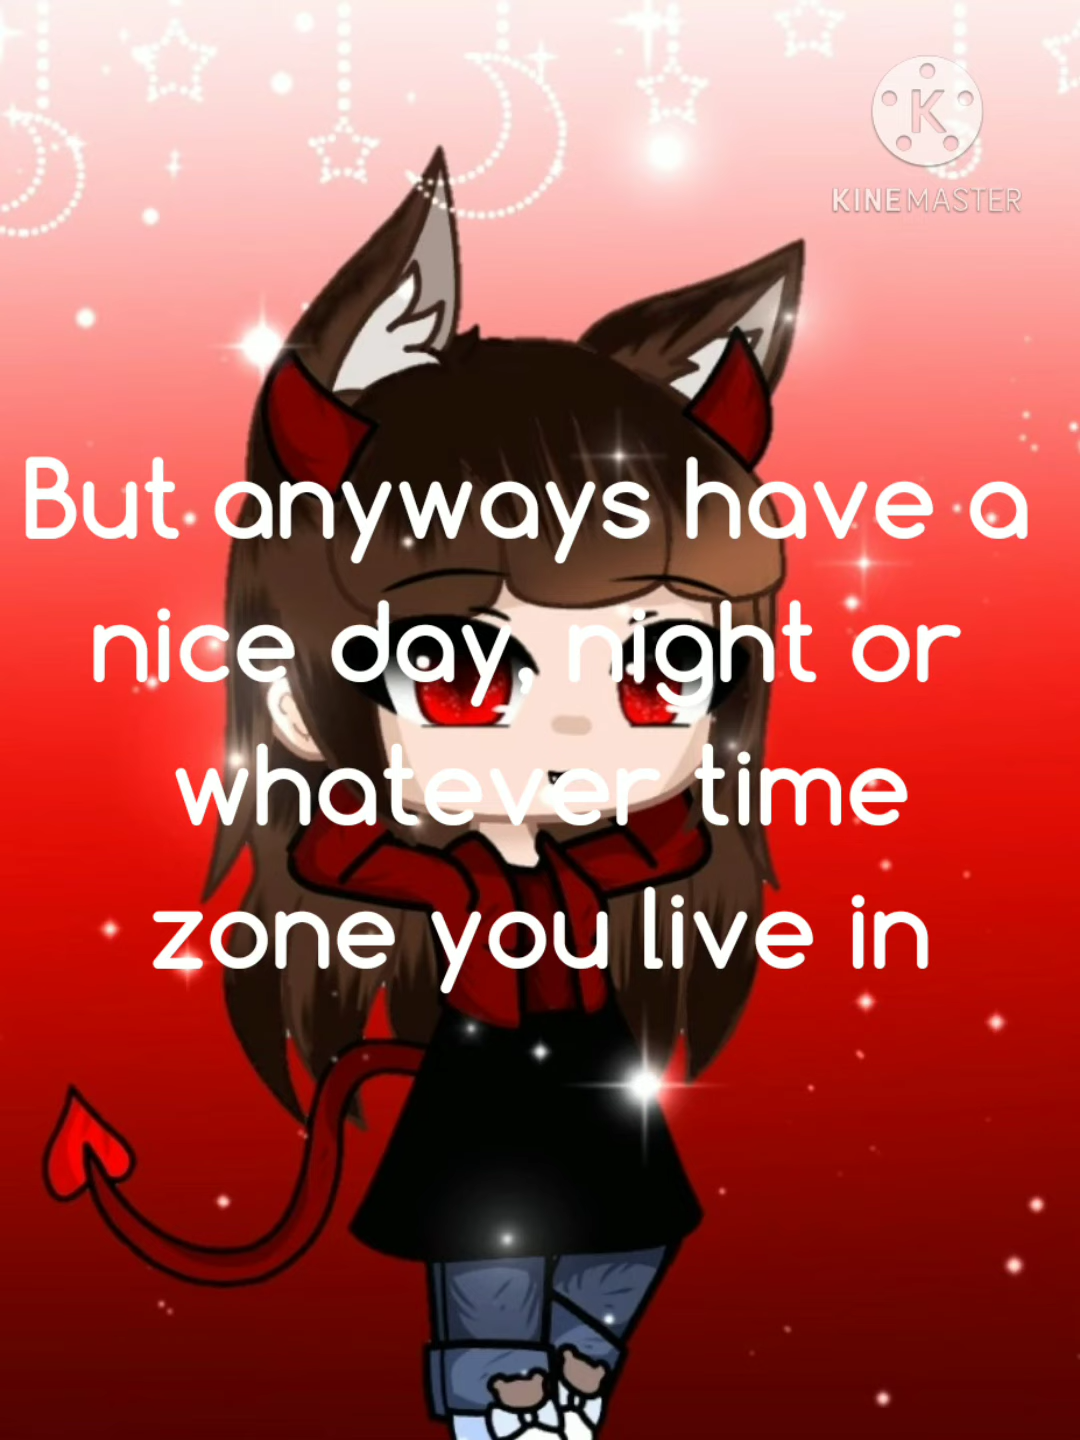 KINEMASTER
But anyways have a
nice day, night or
whatever time
zone you live in